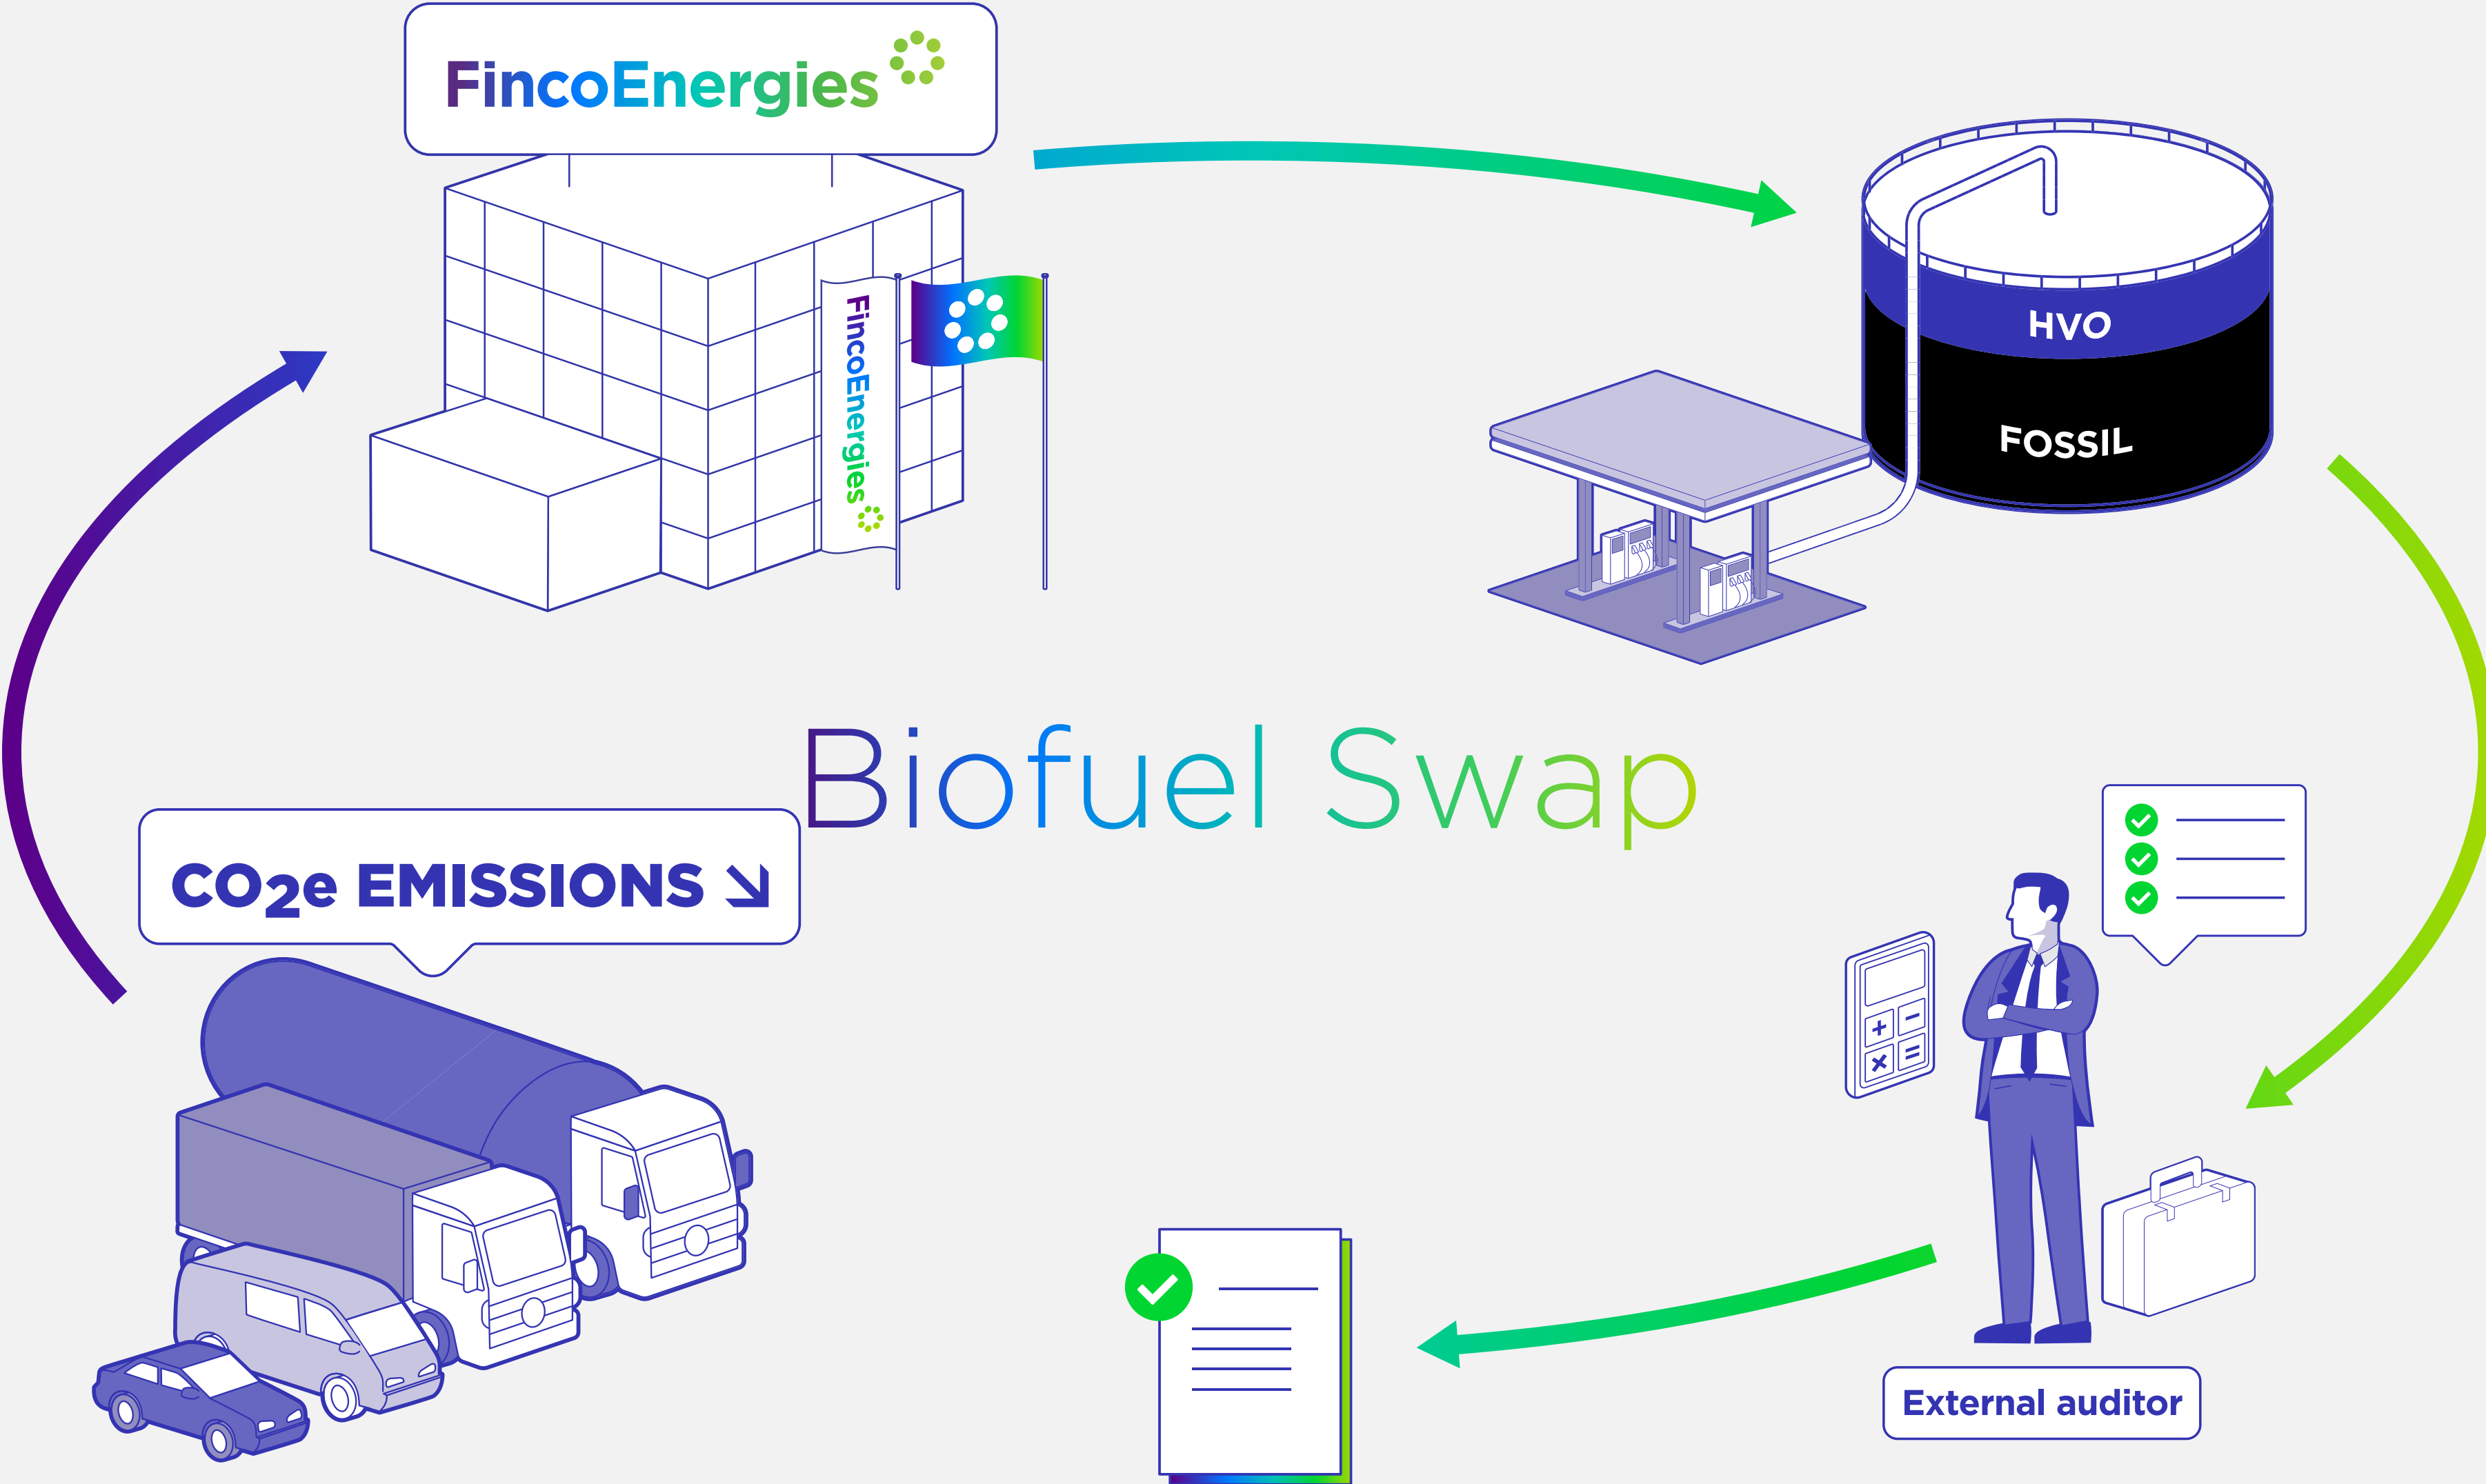 FincoEnergies
FincoEnergies
HVO
FOSSIL
Biofuel Swap
CO2e EMISSIONS
External auditor